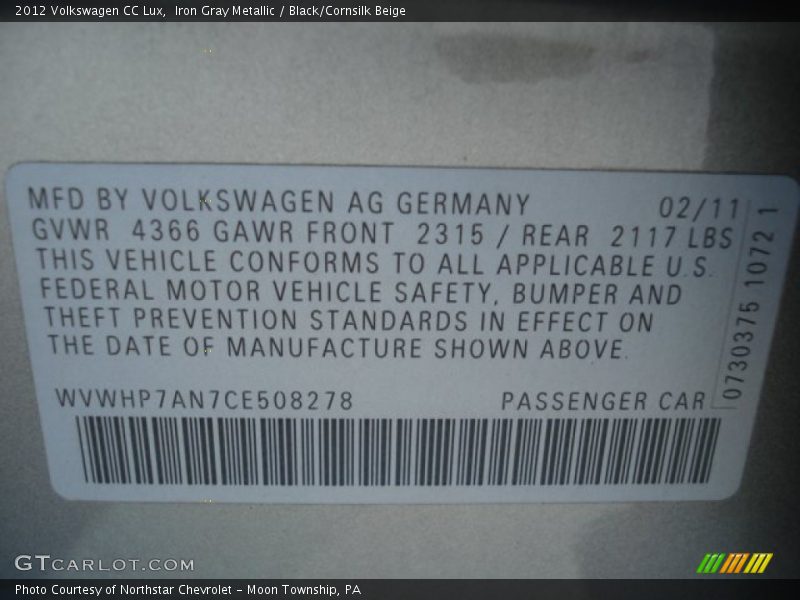 2012 Volkswagen CC Lux,  Iron Gray Metallic / Black/Cornsilk Beige
MFD BY VOLKSWAGEN AG GERMANY 02/11
GVWR 4366 GAWR FRONT 2315 / REAR 2117 LBS
THIS VEHICLE CONFORMS TO ALL APPLICABLE U.S.
FEDERAL MOTOR VEHICLE SAFETY, BUMPER AND
THEFT PREVENTION STANDARDS IN EFFECT ON
THE DATE OF MANUFACTURE SHOWN ABOVE.
WVWHP7AN7CE508278 PASSENGER CAR
0730375 1072 1
GTCARLOT.COM
Photo Courtesy of Northstar Chevrolet - Moon Township, PA